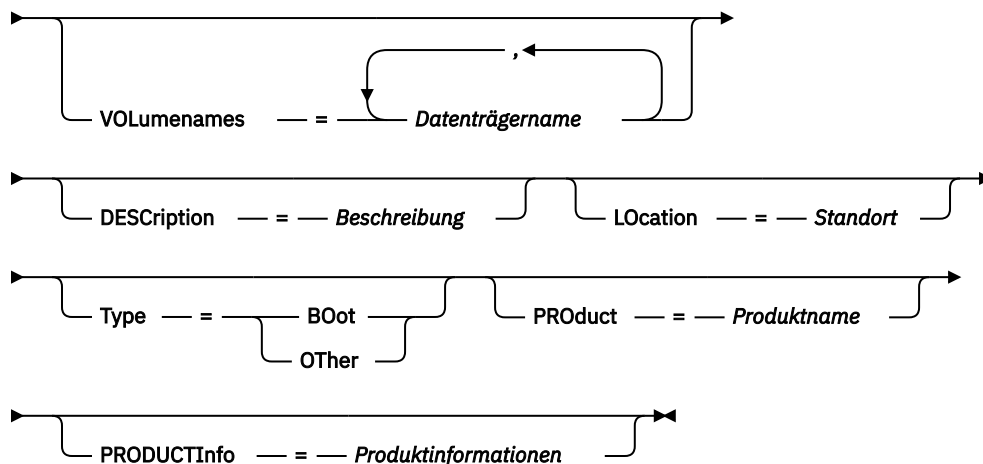 ,
VOLumenames = Datenträgername
DESCription = Beschreibung LOcation = Standort
Type = BOot PROduct = Produktname
OTher
PRODUCTInfo = Produktinformationen